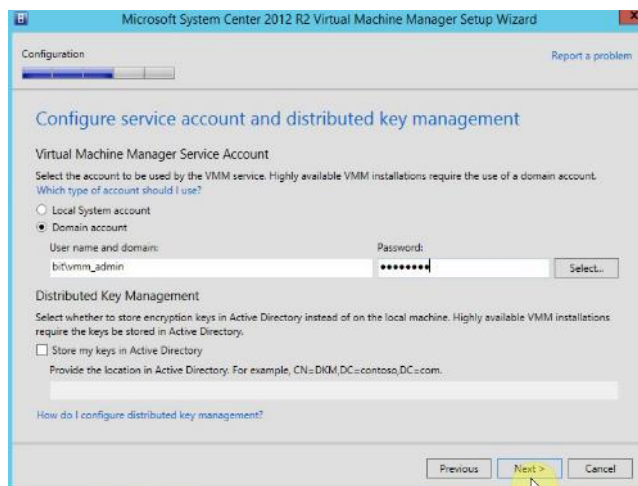 Microsoft System Center 2012 R2 Virtual Machine Manager Setup Wizard
Configuration
Report a problem
Configure service account and distributed key management
Virtual Machine Manager Service Account
Select the account to be used by the VMM service. Highly available VMM installations require the use of a domain account.
Which type of account should I use?
Local System account
Domain account
User name and domain:
Password:
bit\vmm_admin
••••••••
Select...
Distributed Key Management
Select whether to store encryption keys in Active Directory instead of on the local machine. Highly available VMM installations
require the keys be stored in Active Directory.
Store my keys in Active Directory
Provide the location in Active Directory. For example, CN=DKM,DC=contoso,DC=com.
How do I configure distributed key management?
Previous
Next >
Cancel